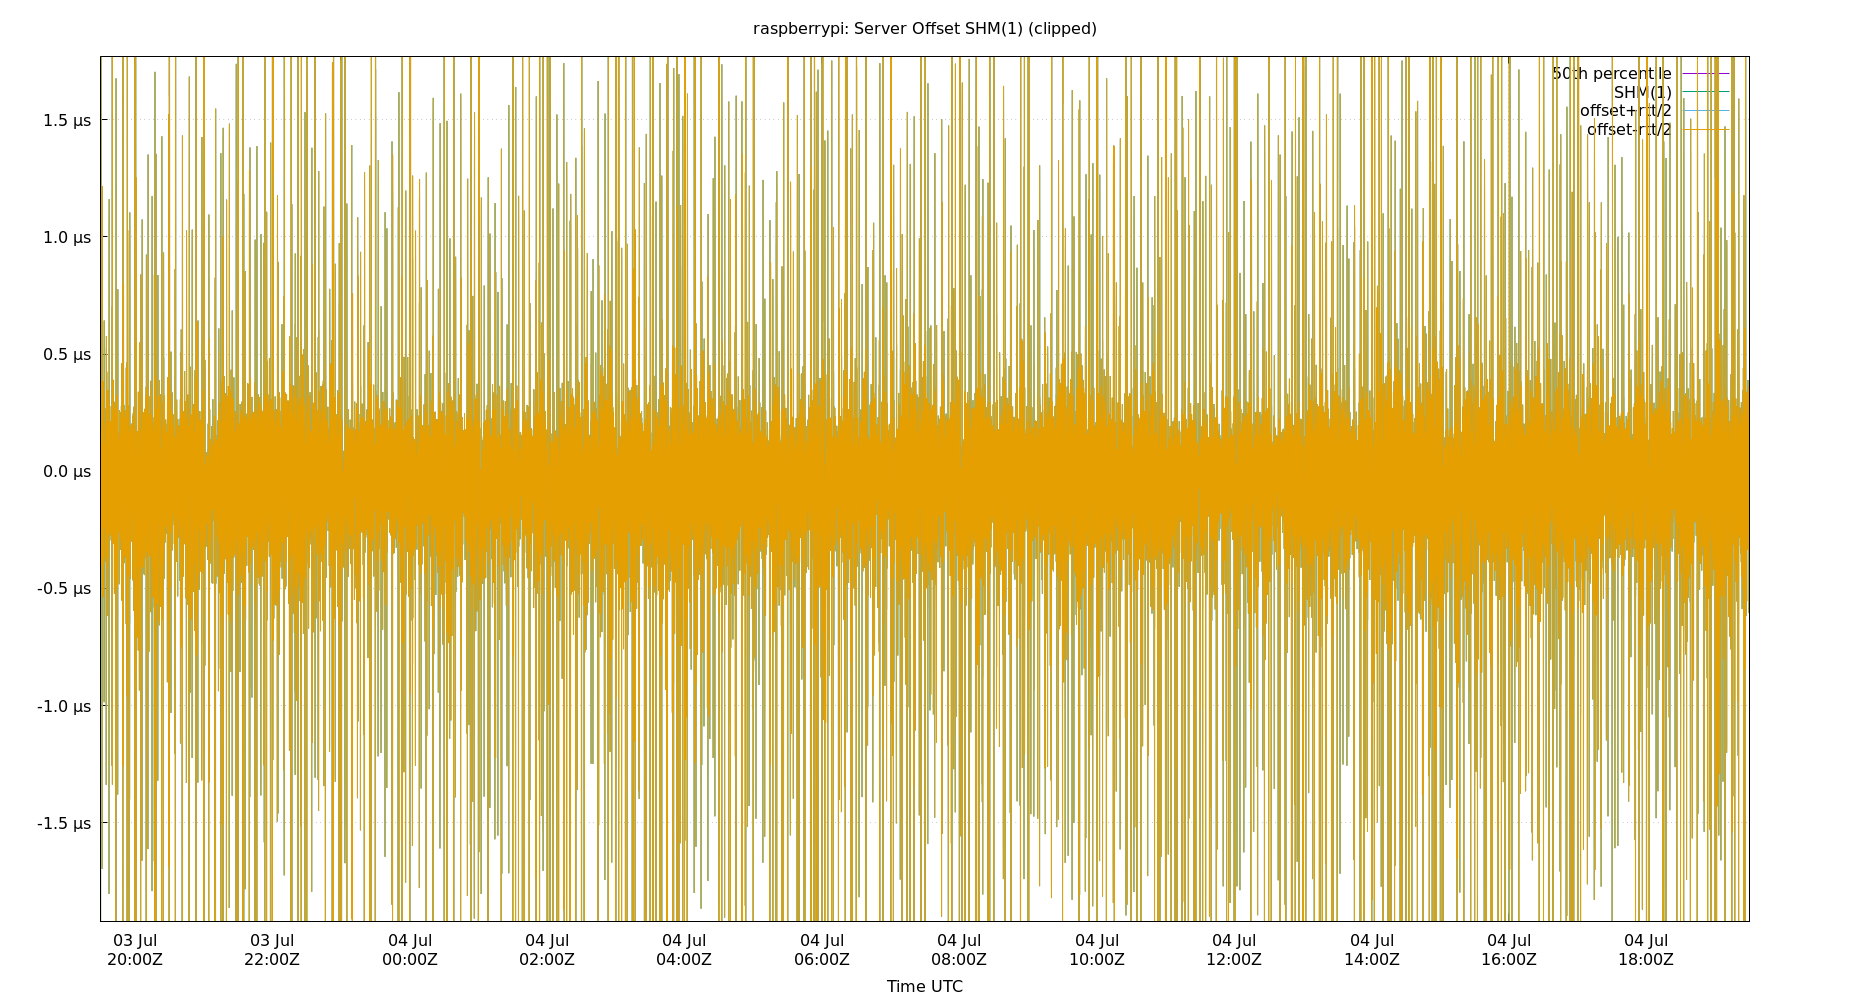 raspberrypi: Server Offset SHM(1) (clipped)
50th percentile
SHM(1)
offset+rtt/2
offset-rtt/2
1.5 µs
1.0 µs
0.5 µs
0.0 µs
-0.5 µs
-1.0 µs
-1.5 µs
03 Jul 03 Jul 04 Jul 04 Jul 04 Jul 04 Jul 04 Jul 04 Jul 04 Jul 04 Jul 04 Jul 04 Jul
20:00Z 22:00Z 00:00Z 02:00Z 04:00Z 06:00Z 08:00Z 10:00Z 12:00Z 14:00Z 16:00Z 18:00Z
Time UTC